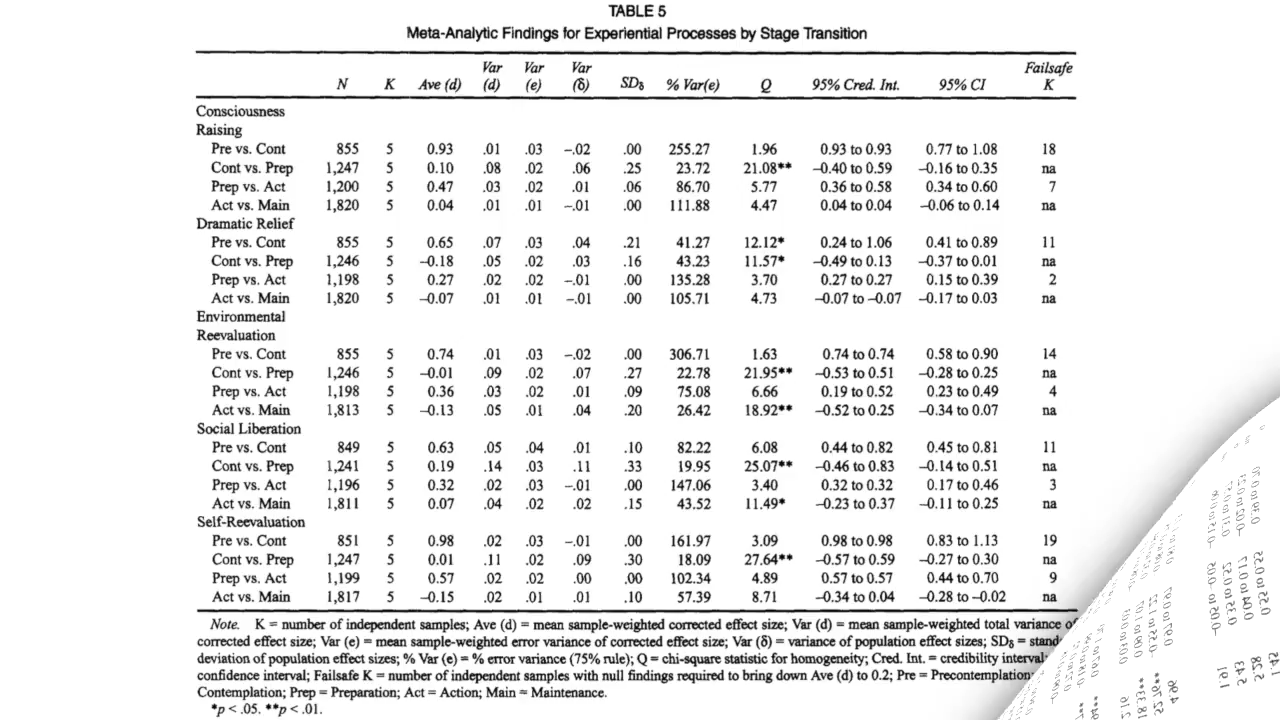 TABLE 5
Meta-Analytic Findings for Experiential Processes by Stage Transition
N K Ave (d) Var (d) Var (e) Var (δ) SDδ % Var(e) Q 95% Cred. Int. 95% CI Failsafe K
Consciousness
Raising
Pre vs. Cont 855 5 0.93 .01 .03 –.02 .00 255.27 1.96 0.93 to 0.93 0.77 to 1.08 18
Cont vs. Prep 1,247 5 0.10 .08 .02 .06 .25 23.72 21.08** –0.40 to 0.59 –0.16 to 0.35 na
Prep vs. Act 1,200 5 0.47 .03 .02 .01 .06 86.70 5.77 0.36 to 0.58 0.34 to 0.60 7
Act vs. Main 1,820 5 0.04 .01 .01 –.01 .00 111.88 4.47 0.04 to 0.04 –0.06 to 0.14 na
Dramatic Relief
Pre vs. Cont 855 5 0.65 .07 .03 .04 .21 41.27 12.12* 0.24 to 1.06 0.41 to 0.89 11
Cont vs. Prep 1,246 5 –0.18 .05 .02 .03 .16 43.23 11.57* –0.49 to 0.13 –0.37 to 0.01 na
Prep vs. Act 1,198 5 0.27 .02 .02 –.01 .00 135.28 3.70 0.27 to 0.27 0.15 to 0.39 2
Act vs. Main 1,820 5 –0.07 .01 .01 –.01 .00 105.71 4.73 –0.07 to –0.07 –0.17 to 0.03 na
Environmental
Reevaluation
Pre vs. Cont 855 5 0.74 .01 .03 –.02 .00 306.71 1.63 0.74 to 0.74 0.58 to 0.90 14
Cont vs. Prep 1,246 5 –0.01 .09 .02 .07 .27 22.78 21.95** –0.53 to 0.51 –0.28 to 0.25 na
Prep vs. Act 1,198 5 0.36 .03 .02 .01 .09 75.08 6.66 0.19 to 0.52 0.23 to 0.49 4
Act vs. Main 1,813 5 –0.13 .05 .01 .04 .20 26.42 18.92** –0.52 to 0.25 –0.34 to 0.07 na
Social Liberation
Pre vs. Cont 849 5 0.63 .05 .04 .01 .10 82.22 6.08 0.44 to 0.82 0.45 to 0.81 11
Cont vs. Prep 1,241 5 0.19 .14 .03 .11 .33 19.95 25.07** –0.46 to 0.83 –0.14 to 0.51 na
Prep vs. Act 1,196 5 0.32 .02 .03 –.01 .00 147.06 3.40 0.32 to 0.32 0.17 to 0.46 3
Act vs. Main 1,811 5 0.07 .04 .02 .02 .15 43.52 11.49* –0.23 to 0.37 –0.11 to 0.25 na
Self-Reevaluation
Pre vs. Cont 851 5 0.98 .02 .03 –.01 .00 161.97 3.09 0.98 to 0.98 0.83 to 1.13 19
Cont vs. Prep 1,247 5 0.01 .11 .02 .09 .30 18.09 27.64** –0.57 to 0.59 –0.27 to 0.30 na
Prep vs. Act 1,199 5 0.57 .02 .02 .00 .00 102.34 4.89 0.57 to 0.57 0.44 to 0.70 9
Act vs. Main 1,817 5 –0.15 .02 .01 .01 .10 57.39 8.71 –0.34 to 0.04 –0.28 to –0.02 na
Note. K = number of independent samples; Ave (d) = mean sample-weighted corrected effect size; Var (d) = mean sample-weighted total variance of
corrected effect size; Var (e) = mean sample-weighted error variance of corrected effect size; Var (δ) = variance of population effect sizes; SDδ =
deviation of population effect sizes; % Var (e) = % error variance (75% rule); Q = chi-square statistic for homogeneity; Cred. Int. = credibility interval;
confidence interval; Failsafe K = number of independent samples with null findings required to bring down Ave (d) to 0.2; Pre = Precontemplation;
Contemplation; Prep = Preparation; Act = Action; Main = Maintenance.
*p < .05. **p < .01.